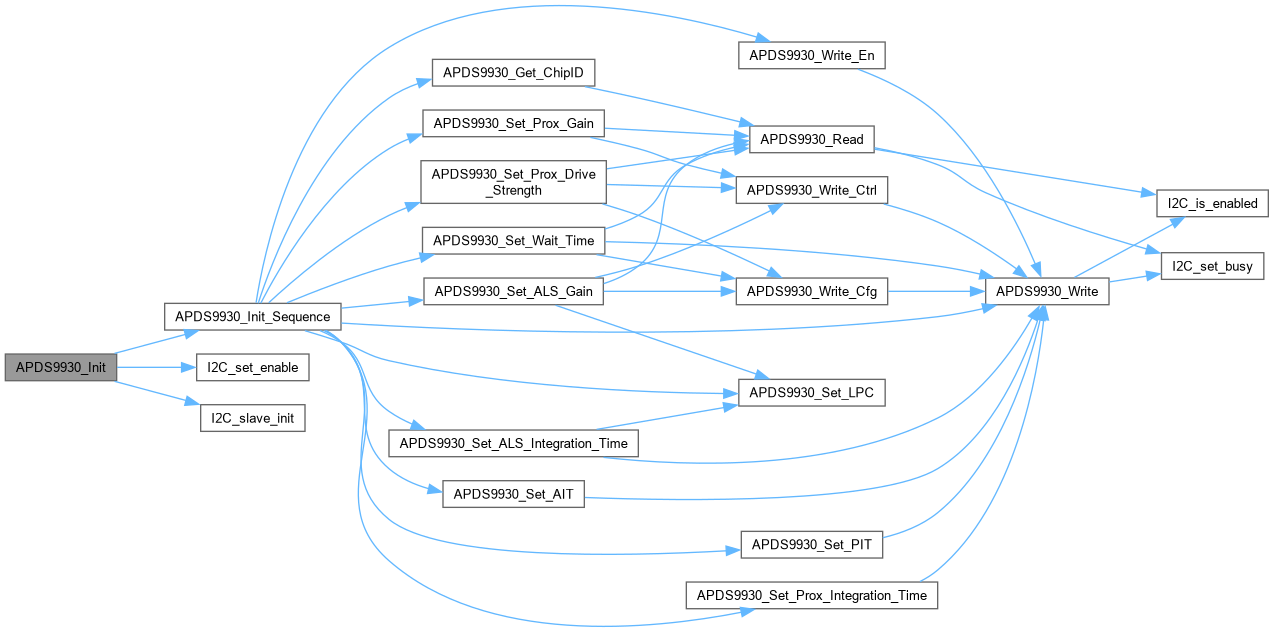 APDS9930_Write_En
APDS9930_Get_ChipID
APDS9930_Set_Prox_Gain
APDS9930_Read
APDS9930_Set_Prox_Drive
_Strength
APDS9930_Write_Ctrl
I2C_is_enabled
APDS9930_Set_Wait_Time
I2C_set_busy
APDS9930_Set_ALS_Gain
APDS9930_Write_Cfg
APDS9930_Write
APDS9930_Init_Sequence
APDS9930_Init
I2C_set_enable
APDS9930_Set_LPC
I2C_slave_init
APDS9930_Set_ALS_Integration_Time
APDS9930_Set_AIT
APDS9930_Set_PIT
APDS9930_Set_Prox_Integration_Time